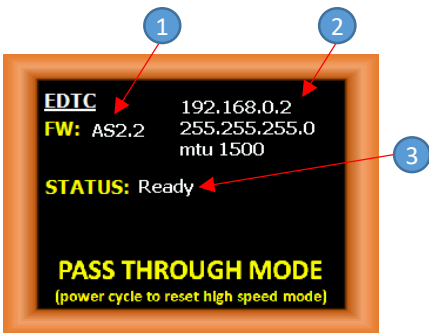 1
2
EDTC
192.168.0.2
FW: AS2.2
255.255.255.0
mtu 1500
3
STATUS: Ready
PASS THROUGH MODE
(power cycle to reset high speed mode)